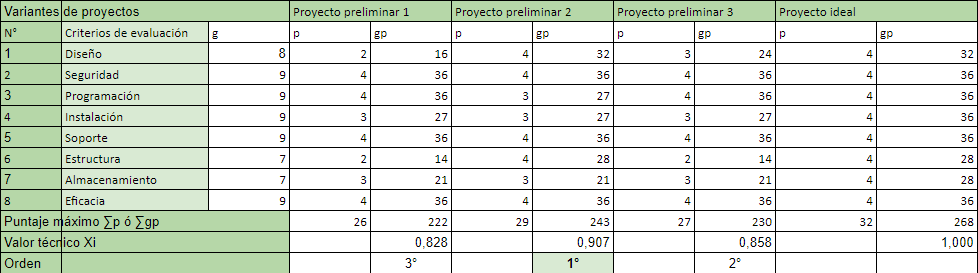 Variantes de proyectos Proyecto preliminar 1 Proyecto preliminar 2 Proyecto preliminar 3 Proyecto ideal
N° Criterios de evaluación g p gp p gp p gp p gp
1 Diseño 8 2 16 4 32 3 24 4 32
2 Seguridad 9 4 36 4 36 4 36 4 36
3 Programación 9 4 36 3 27 4 36 4 36
4 Instalación 9 3 27 3 27 3 27 4 36
5 Soporte 9 4 36 4 36 4 36 4 36
6 Estructura 7 2 14 4 28 2 14 4 28
7 Almacenamiento 7 3 21 3 21 3 21 4 28
8 Eficacia 9 4 36 4 36 4 36 4 36
Puntaje máximo ∑p ó ∑gp 26 222 29 243 27 230 32 268
Valor técnico Xi 0,828 0,907 0,858 1,000
Orden 3° 1° 2°